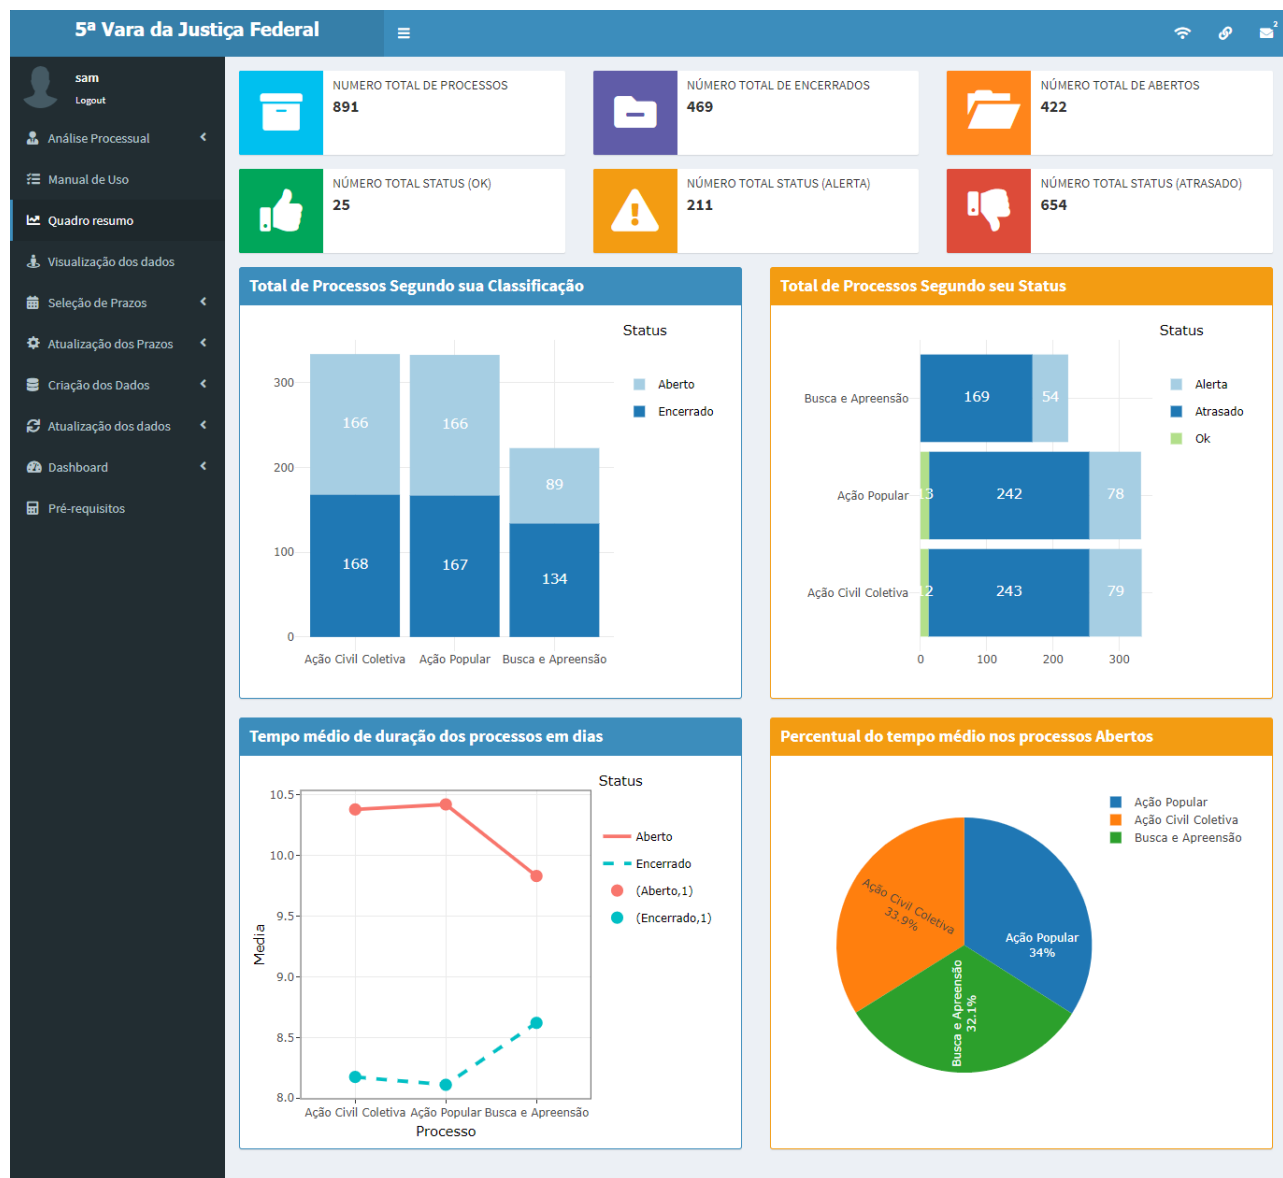 5ª Vara da Justiça Federal
2
sam
Logout
Análise Processual
Manual de Uso
Quadro resumo
Visualização dos dados
Seleção de Prazos
Atualização dos Prazos
Criação dos Dados
Atualização dos dados
Dashboard
Pré-requisitos
NUMERO TOTAL DE PROCESSOS
891
NÚMERO TOTAL DE ENCERRADOS
469
NÚMERO TOTAL DE ABERTOS
422
NÚMERO TOTAL STATUS (OK)
25
NÚMERO TOTAL STATUS (ALERTA)
211
NÚMERO TOTAL STATUS (ATRASADO)
654
Total de Processos Segundo sua Classificação
Status
Aberto
Encerrado
300
200
100
0
166
166
89
168
167
134
Ação Civil Coletiva
Ação Popular
Busca e Apreensão
Total de Processos Segundo seu Status
Status
Alerta
Atrasado
Ok
Busca e Apreensão
169
54
Ação Popular
13
242
78
Ação Civil Coletiva
12
243
79
0
100
200
300
Tempo médio de duração dos processos em dias
Status
Aberto
Encerrado
(Aberto,1)
(Encerrado,1)
10.5
10.0
9.5
9.0
8.5
8.0
Media
Ação Civil Coletiva
Ação Popular
Busca e Apreensão
Processo
Percentual do tempo médio nos processos Abertos
Ação Popular
Ação Civil Coletiva
Busca e Apreensão
Ação Civil Coletiva
33.9%
Ação Popular
34%
Busca e Apreensão
32.1%